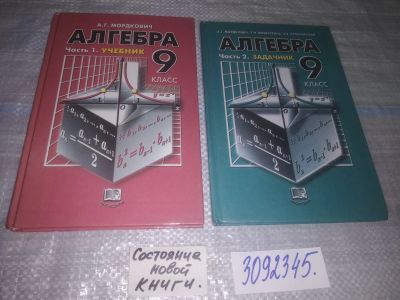 А.Г. МОРДКОВИЧ
АЛГЕБРА
Часть 1. УЧЕБНИК
9
КЛАСС
АЛГЕБРА
Часть 2. ЗАДАЧНИК
9
КЛАСС
Состояние
новой
книги.
3092345.